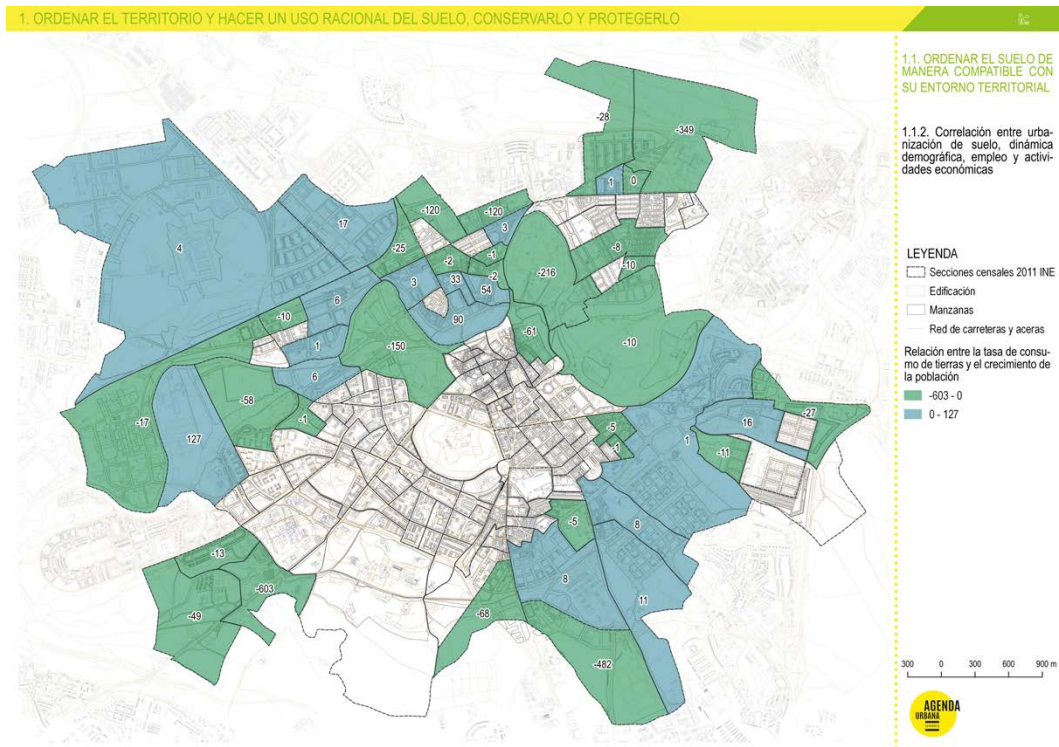 1. ORDENAR EL TERRITORIO Y HACER UN USO RACIONAL DEL SUELO, CONSERVARLO Y PROTEGERLO
1.1. ORDENAR EL SUELO DE
MANERA COMPATIBLE CON
SU ENTORNO TERRITORIAL
1.1.2. Correlación entre urba-
nización de suelo, dinámica
demográfica, empleo y activi-
dades económicas
LEYENDA
Secciones censales 2011 INE
Edificación
Manzanas
Red de carreteras y aceras
Relación entre la tasa de consu-
mo de tierras y el crecimiento de
la población
-603 - 0
0 - 127
-28
-349
1
0
-120
-120
17
3
4
-25
-8
-2
-1
-10
-216
3
33
-2
54
6
-10
90
-61
-10
1
-150
6
-58
-1
-17
127
16
-27
-5
1
-1
-11
-5
8
-13
8
-603
11
-49
-68
-482
300 0 300 600 900 m
AGENDA
URBANA